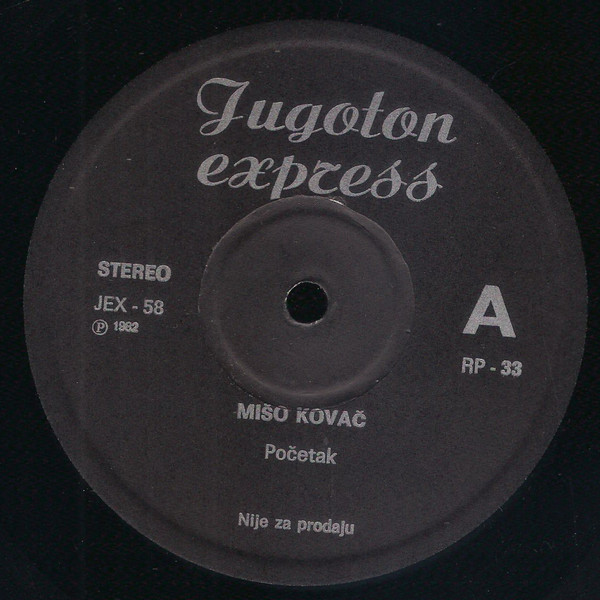 Jugoton
express
STEREO
JEX - 58
℗ 1982
A
RP - 33
MIŠO KOVAČ
Početak
Nije za prodaju